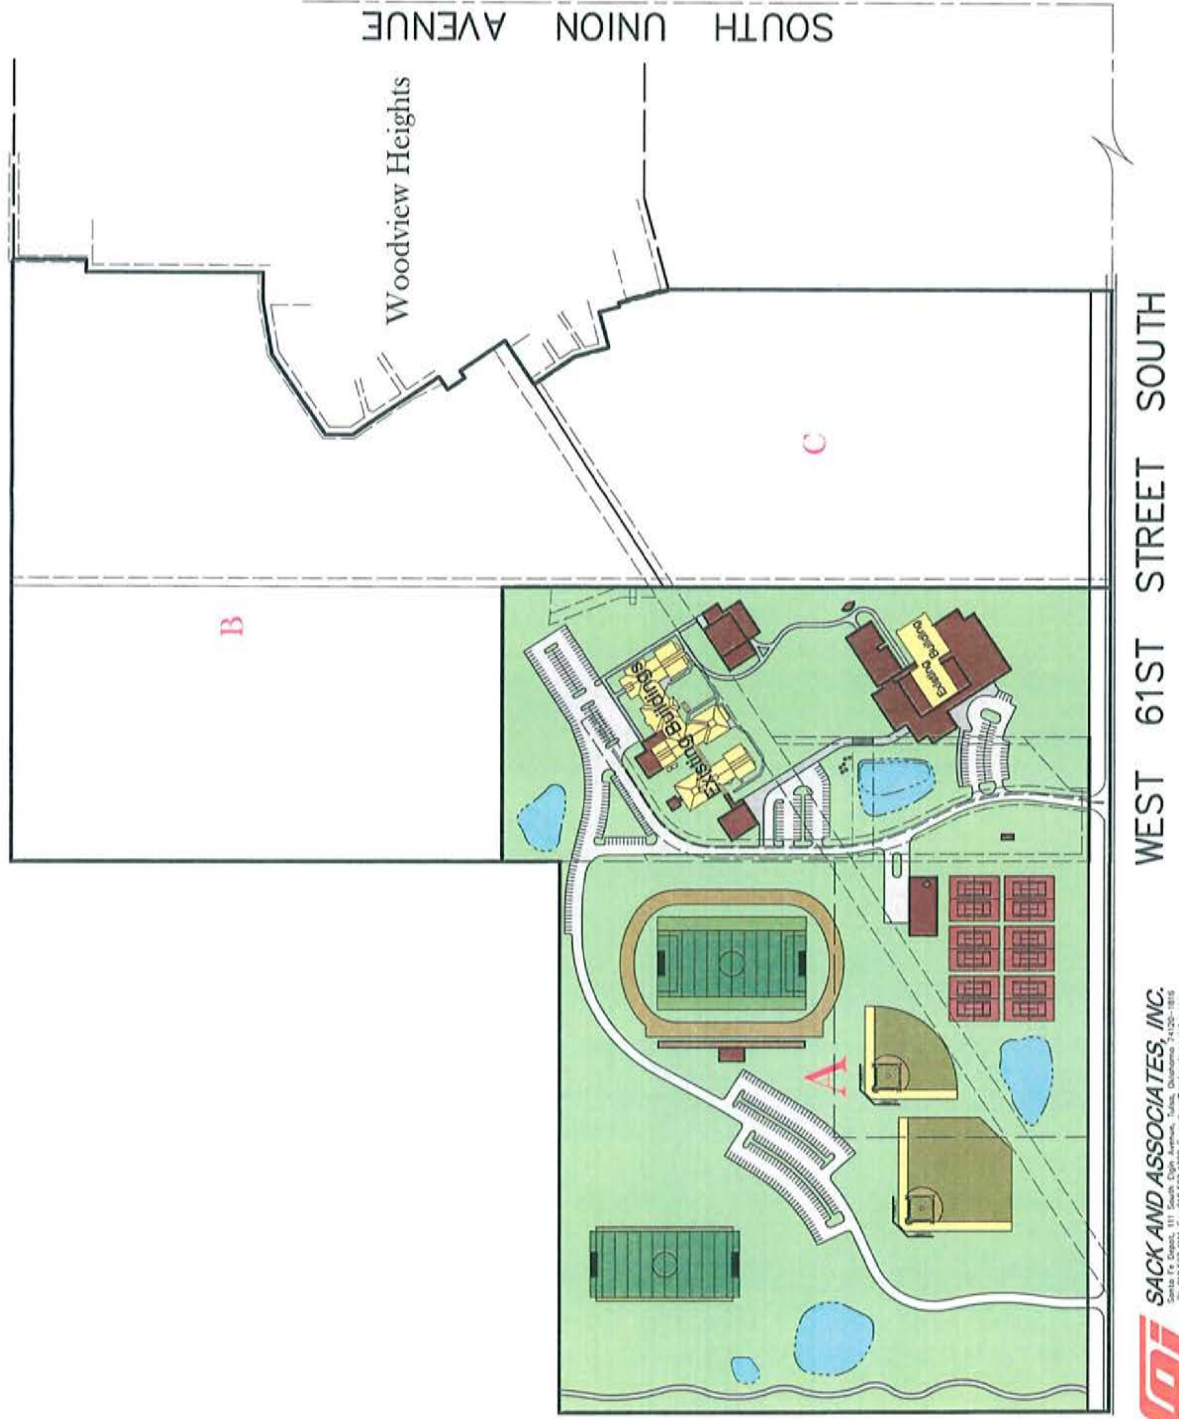 SOUTH UNION AVENUE
Woodview Heights
B
C
Existing Buildings
Existing Building
A
WEST 61ST STREET SOUTH
SACK AND ASSOCIATES, INC.